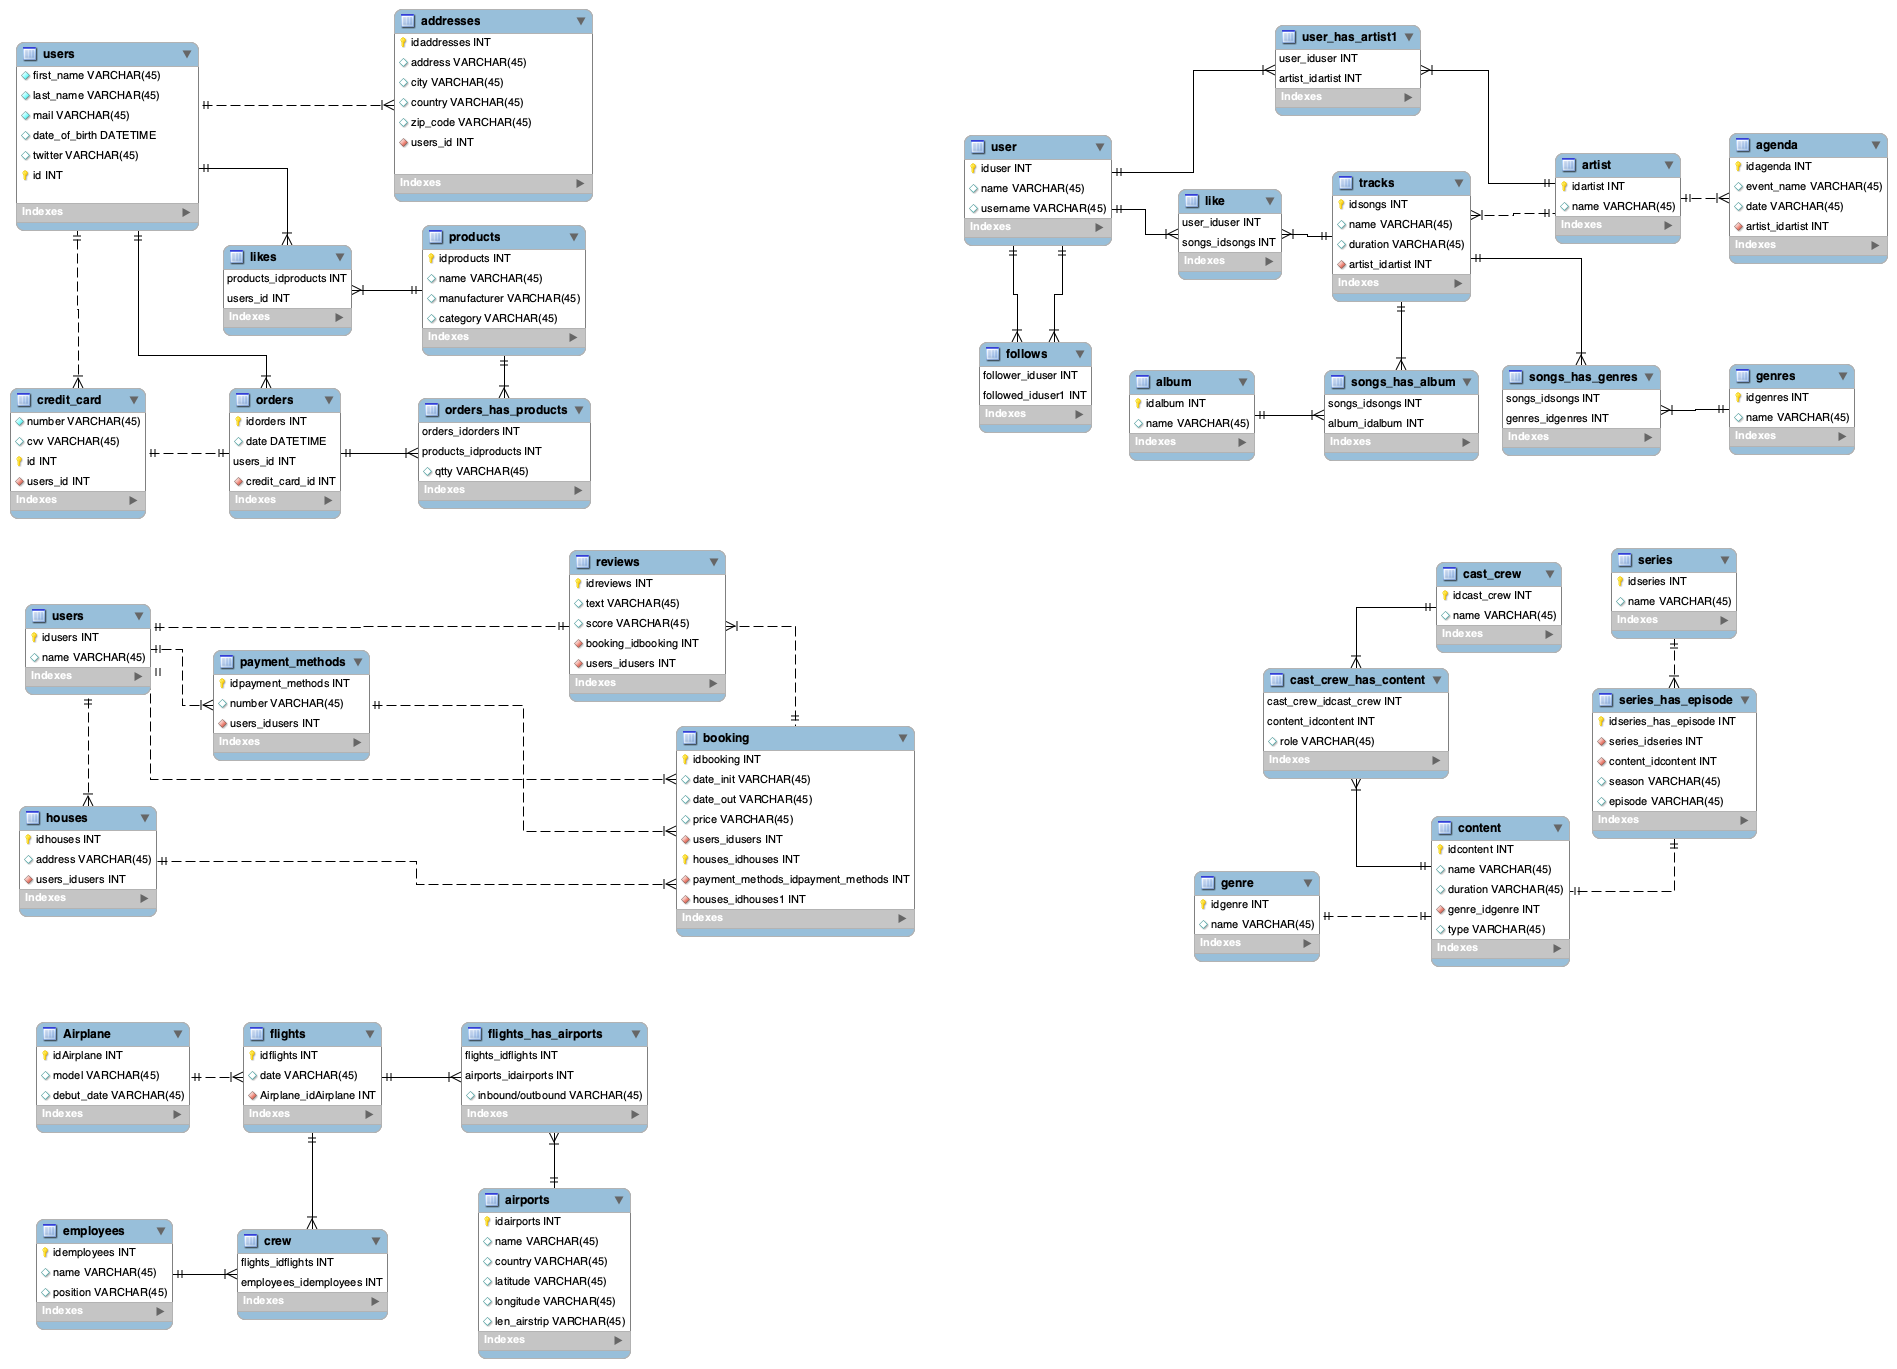 users
first_name VARCHAR(45)
last_name VARCHAR(45)
mail VARCHAR(45)
date_of_birth DATETIME
twitter VARCHAR(45)
id INT
Indexes
addresses
idaddresses INT
address VARCHAR(45)
city VARCHAR(45)
country VARCHAR(45)
zip_code VARCHAR(45)
users_id INT
Indexes
likes
products_idproducts INT
users_id INT
Indexes
products
idproducts INT
name VARCHAR(45)
manufacturer VARCHAR(45)
category VARCHAR(45)
Indexes
credit_card
number VARCHAR(45)
cvv VARCHAR(45)
id INT
users_id INT
Indexes
orders
idorders INT
date DATETIME
users_id INT
credit_card_id INT
Indexes
orders_has_products
orders_idorders INT
products_idproducts INT
qtty VARCHAR(45)
Indexes
user_has_artist1
user_iduser INT
artist_idartist INT
Indexes
user
iduser INT
name VARCHAR(45)
username VARCHAR(45)
Indexes
like
user_iduser INT
songs_idsongs INT
Indexes
tracks
idsongs INT
name VARCHAR(45)
duration VARCHAR(45)
artist_idartist INT
Indexes
artist
idartist INT
name VARCHAR(45)
Indexes
agenda
idagenda INT
event_name VARCHAR(45)
date VARCHAR(45)
artist_idartist INT
Indexes
follows
follower_iduser INT
followed_iduser1 INT
Indexes
album
idalbum INT
name VARCHAR(45)
Indexes
songs_has_album
songs_idsongs INT
album_idalbum INT
Indexes
songs_has_genres
songs_idsongs INT
genres_idgenres INT
Indexes
genres
idgenres INT
name VARCHAR(45)
Indexes
users
idusers INT
name VARCHAR(45)
Indexes
payment_methods
idpayment_methods INT
number VARCHAR(45)
users_idusers INT
Indexes
reviews
idreviews INT
text VARCHAR(45)
score VARCHAR(45)
booking_idbooking INT
users_idusers INT
Indexes
houses
idhouses INT
address VARCHAR(45)
users_idusers INT
Indexes
booking
idbooking INT
date_init VARCHAR(45)
date_out VARCHAR(45)
price VARCHAR(45)
users_idusers INT
houses_idhouses INT
payment_methods_idpayment_methods INT
houses_idhouses1 INT
Indexes
cast_crew
idcast_crew INT
name VARCHAR(45)
Indexes
series
idseries INT
name VARCHAR(45)
Indexes
cast_crew_has_content
cast_crew_idcast_crew INT
content_idcontent INT
role VARCHAR(45)
Indexes
series_has_episode
idseries_has_episode INT
series_idseries INT
content_idcontent INT
season VARCHAR(45)
episode VARCHAR(45)
Indexes
genre
idgenre INT
name VARCHAR(45)
Indexes
content
idcontent INT
name VARCHAR(45)
duration VARCHAR(45)
genre_idgenre INT
type VARCHAR(45)
Indexes
Airplane
idAirplane INT
model VARCHAR(45)
debut_date VARCHAR(45)
Indexes
flights
idflights INT
date VARCHAR(45)
Airplane_idAirplane INT
Indexes
flights_has_airports
flights_idflights INT
airports_idairports INT
inbound/outbound VARCHAR(45)
Indexes
employees
idemployees INT
name VARCHAR(45)
position VARCHAR(45)
Indexes
crew
flights_idflights INT
employees_idemployees INT
Indexes
airports
idairports INT
name VARCHAR(45)
country VARCHAR(45)
latitude VARCHAR(45)
longitude VARCHAR(45)
len_airstrip VARCHAR(45)
Indexes